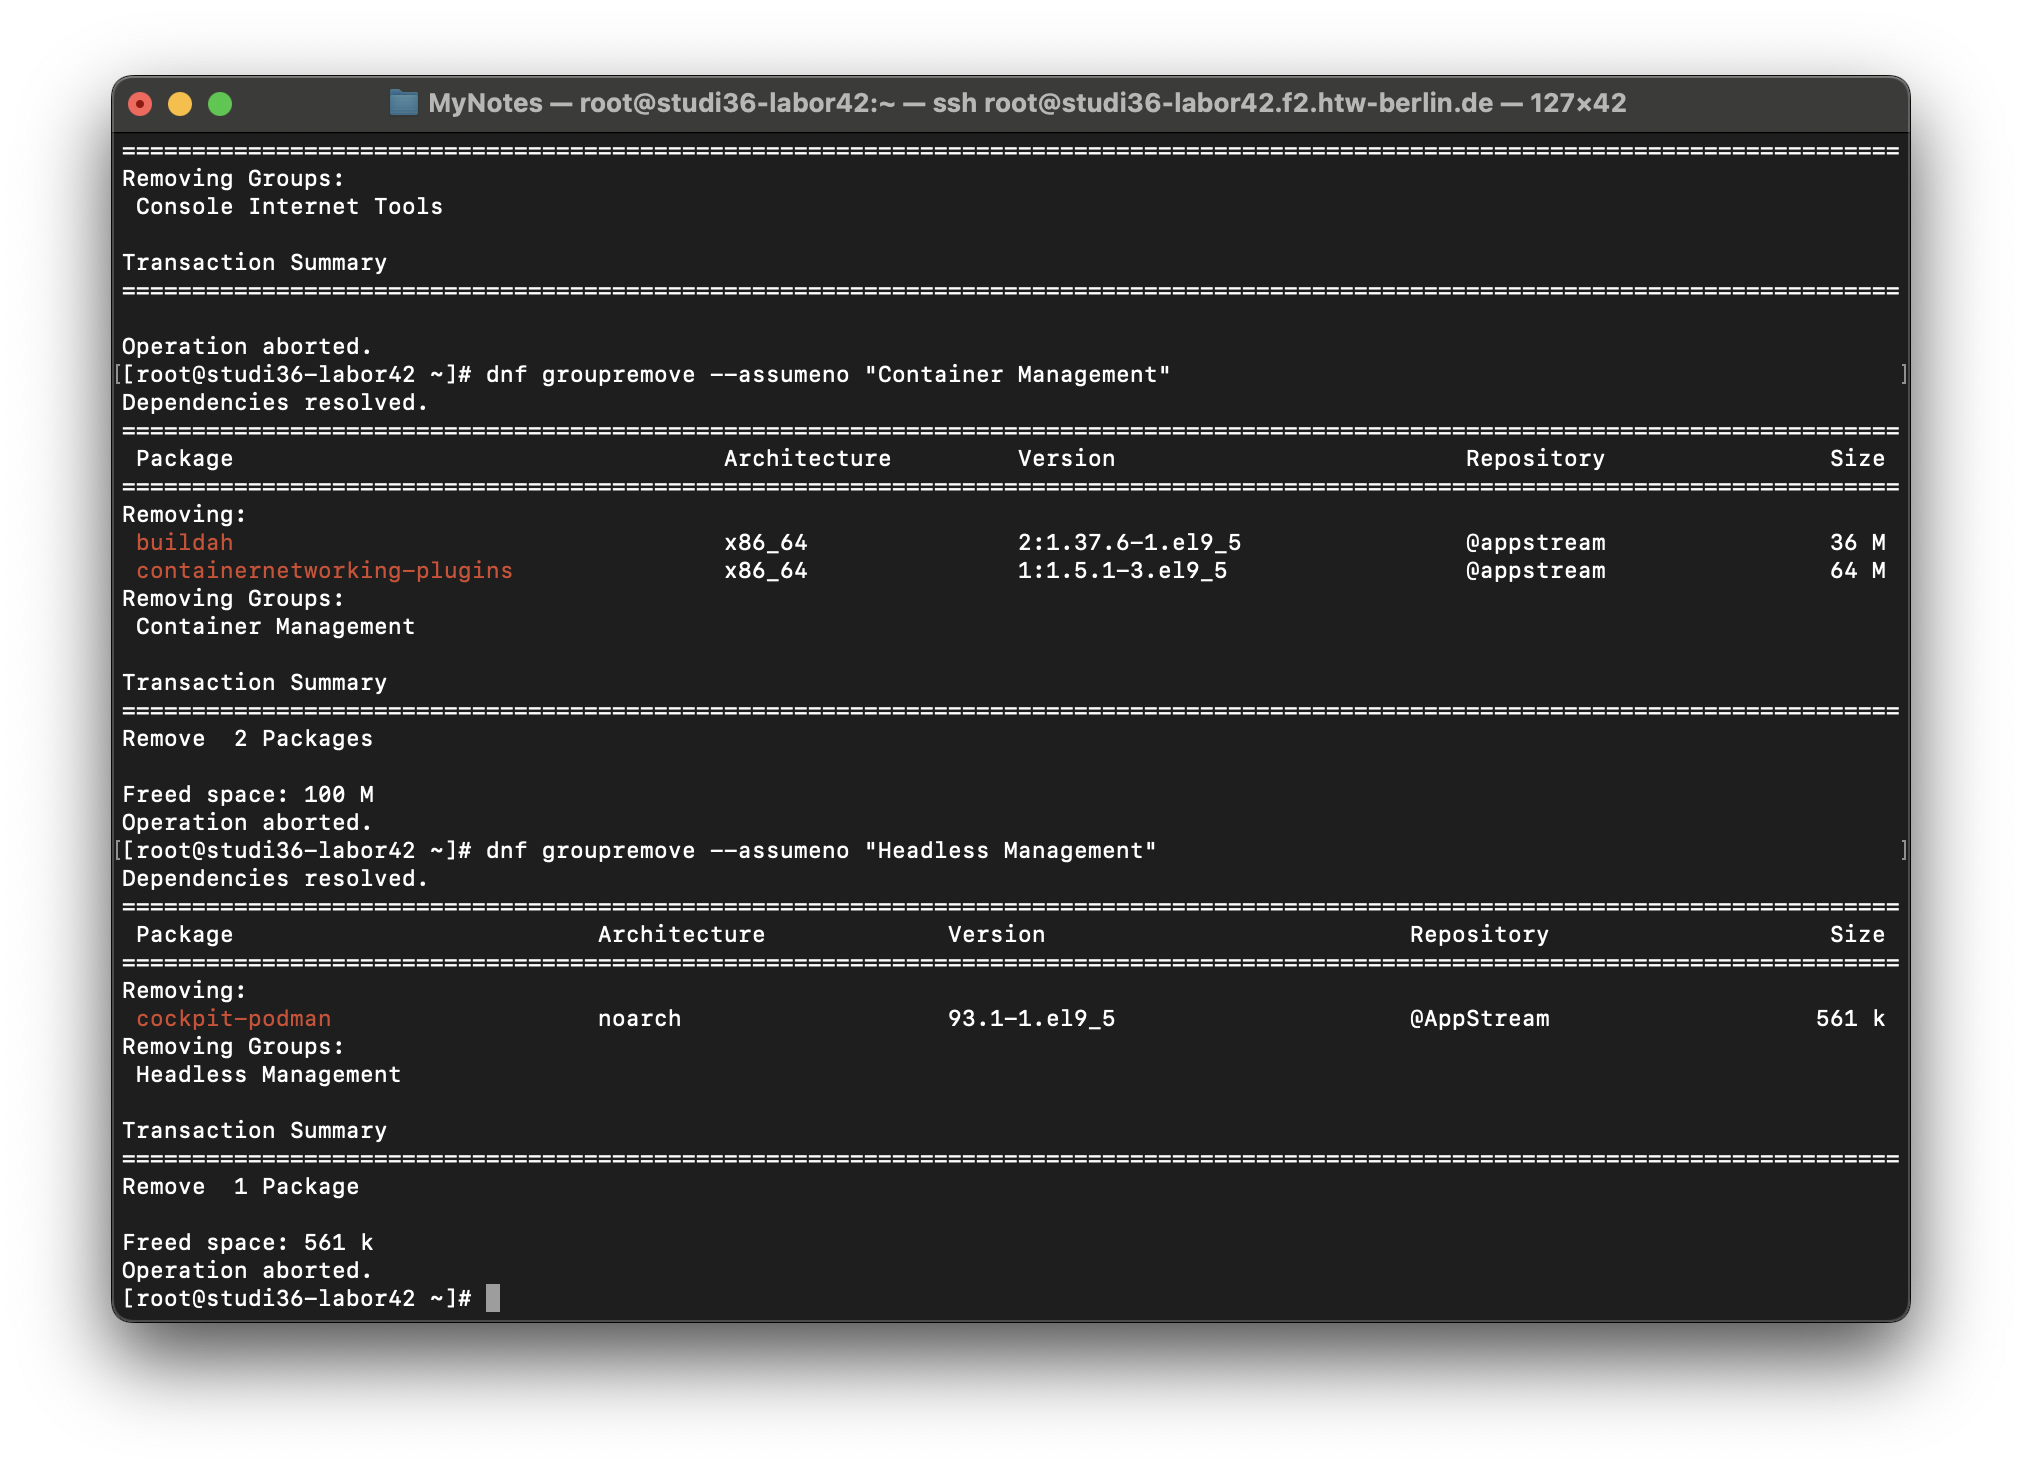 MyNotes — root@studi36-labor42:~ — ssh root@studi36-labor42.f2.htw-berlin.de — 127×42
===============================================================================================================================
Removing Groups:
 Console Internet Tools
Transaction Summary
===============================================================================================================================
Operation aborted.
[[root@studi36-labor42 ~]# dnf groupremove --assumeno "Container Management" ]
Dependencies resolved.
===============================================================================================================================
 Package Architecture Version Repository Size
===============================================================================================================================
Removing:
 buildah x86_64 2:1.37.6-1.el9_5 @appstream 36 M
 containernetworking-plugins x86_64 1:1.5.1-3.el9_5 @appstream 64 M
Removing Groups:
 Container Management
Transaction Summary
===============================================================================================================================
Remove  2 Packages
Freed space: 100 M
Operation aborted.
[[root@studi36-labor42 ~]# dnf groupremove --assumeno "Headless Management" ]
Dependencies resolved.
===============================================================================================================================
 Package Architecture Version Repository Size
===============================================================================================================================
Removing:
 cockpit-podman noarch 93.1-1.el9_5 @AppStream 561 k
Removing Groups:
 Headless Management
Transaction Summary
===============================================================================================================================
Remove  1 Package
Freed space: 561 k
Operation aborted.
[root@studi36-labor42 ~]#